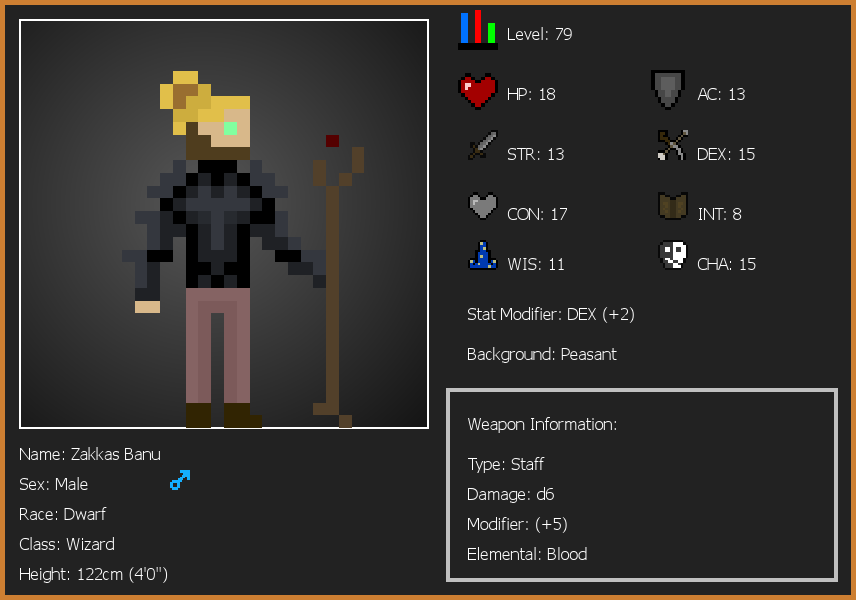 Level: 79
HP: 18
AC: 13
STR: 13
DEX: 15
CON: 17
INT: 8
WIS: 11
CHA: 15
Stat Modifier: DEX (+2)
Background: Peasant
Weapon Information:
Type: Staff
Damage: d6
Modifier: (+5)
Elemental: Blood
Name: Zakkas Banu
Sex: Male
Race: Dwarf
Class: Wizard
Height: 122cm (4'0")